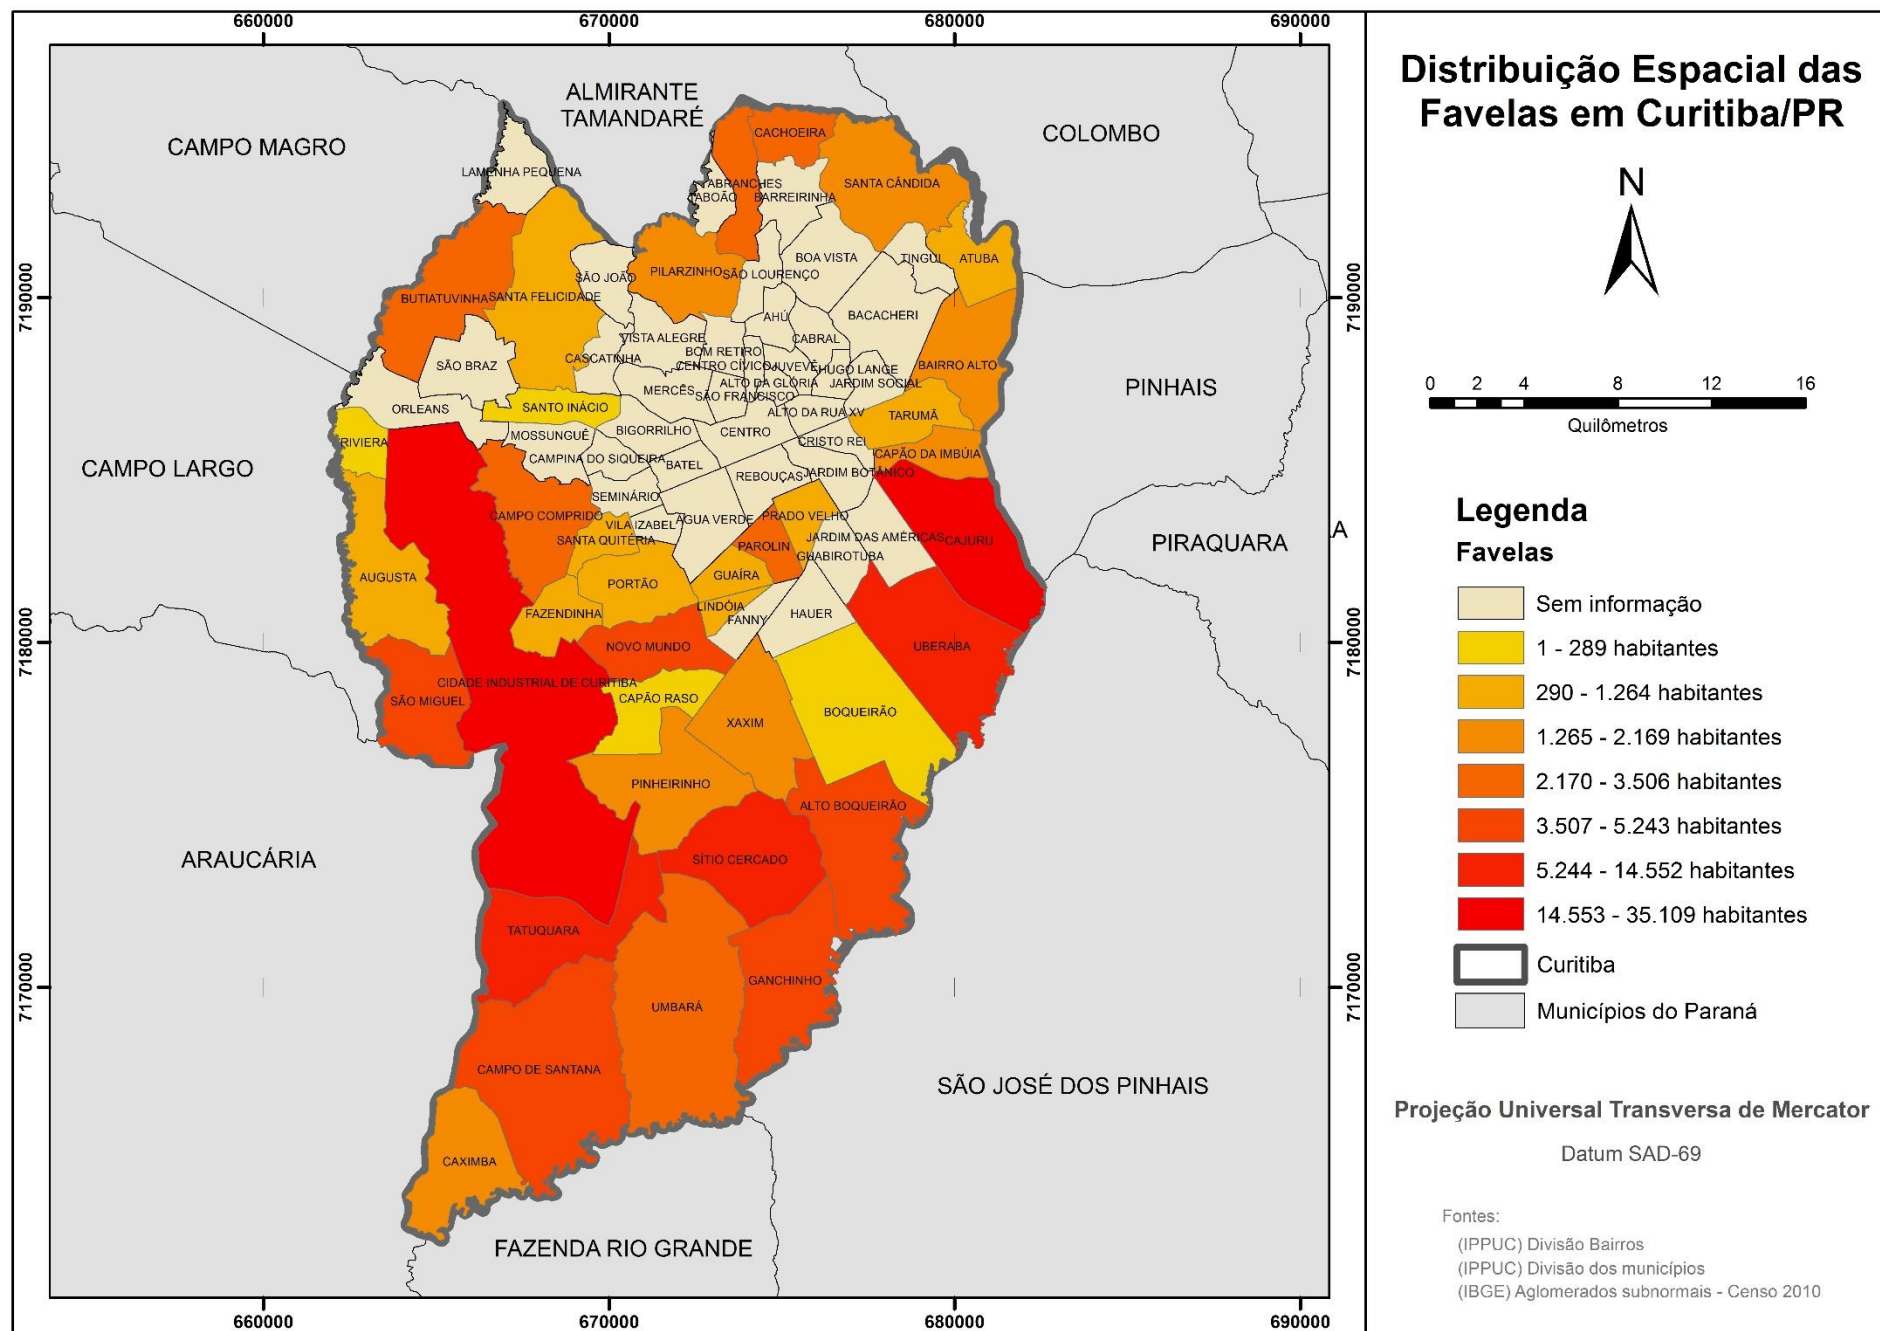 660000
670000
680000
690000
ALMIRANTE
TAMANDARÉ
CAMPO MAGRO
COLOMBO
CACHOEIRA
LAMENHA PEQUENA
ABRANCHES
TABOÃO
BARREIRINHA
SANTA CÂNDIDA
BOA VISTA
TINGUI
ATUBA
SÃO JOÃO
PILARZINHO
SÃO LOURENÇO
BUTIATUVINHA
SANTA FELICIDADE
7190000
7190000
AHÚ
BACACHERI
VISTA ALEGRE
CABRAL
BOM RETIRO
CASCATINHA
SÃO BRAZ
CENTRO CÍVICO
JUVEVÊ
HUGO LANGE
BAIRRO ALTO
MERCÊS
ALTO DA GLÓRIA
JARDIM SOCIAL
PINHAIS
SÃO FRANCISCO
ORLEANS
SANTO INÁCIO
ALTO DA RUA XV
TARUMÃ
RIVIERA
MOSSUNGUÊ
BIGORRILHO
CENTRO
CRISTO REI
CAMPINA DO SIQUEIRA
BATEL
CAPÃO DA IMBÚIA
CAMPO LARGO
REBOUÇAS
JARDIM BOTÂNICO
SEMINÁRIO
CAMPO COMPRIDO
VILA IZABEL
ÁGUA VERDE
PRADO VELHO
SANTA QUITÉRIA
PAROLIN
JARDIM DAS AMÉRICAS
CAJURU
PIRAQUARA
A
GUABIROTUBA
AUGUSTA
PORTÃO
GUAÍRA
FAZENDINHA
LINDÓIA
FANNY
HAUER
7180000
7180000
NOVO MUNDO
UBERABA
CIDADE INDUSTRIAL DE CURITIBA
SÃO MIGUEL
CAPÃO RASO
XAXIM
BOQUEIRÃO
PINHEIRINHO
ALTO BOQUEIRÃO
ARAUCÁRIA
SÍTIO CERCADO
TATUQUARA
GANCHINHO
7170000
7170000
UMBARÁ
CAMPO DE SANTANA
SÃO JOSÉ DOS PINHAIS
CAXIMBA
FAZENDA RIO GRANDE
660000
670000
680000
690000
Distribuição Espacial das
Favelas em Curitiba/PR
N
0 2 4 8 12 16
Quilômetros
Legenda
Favelas
Sem informação
1 - 289 habitantes
290 - 1.264 habitantes
1.265 - 2.169 habitantes
2.170 - 3.506 habitantes
3.507 - 5.243 habitantes
5.244 - 14.552 habitantes
14.553 - 35.109 habitantes
Curitiba
Municípios do Paraná
Projeção Universal Transversa de Mercator
Datum SAD-69
Fontes:
(IPPUC) Divisão Bairros
(IPPUC) Divisão dos municípios
(IBGE) Aglomerados subnormais - Censo 2010